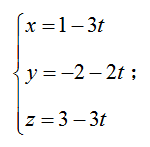 x = 1 − 3t
y = −2 − 2t ;
z = 3 − 3t